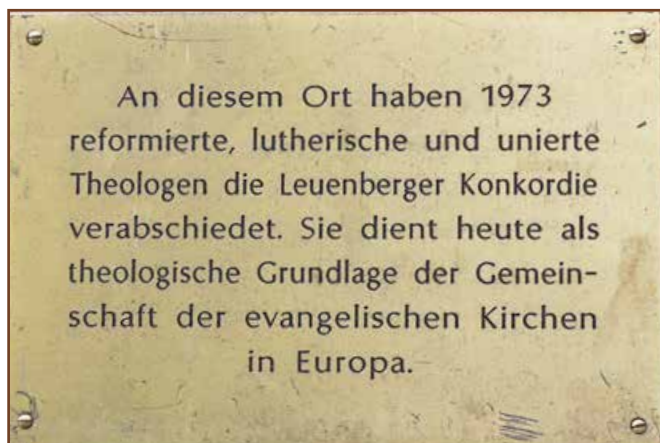 An diesem Ort haben 1973
reformierte, lutherische und unierte
Theologen die Leuenberger Konkordie
verabschiedet. Sie dient heute als
theologische Grundlage der Gemein-
schaft der evangelischen Kirchen
in Europa.